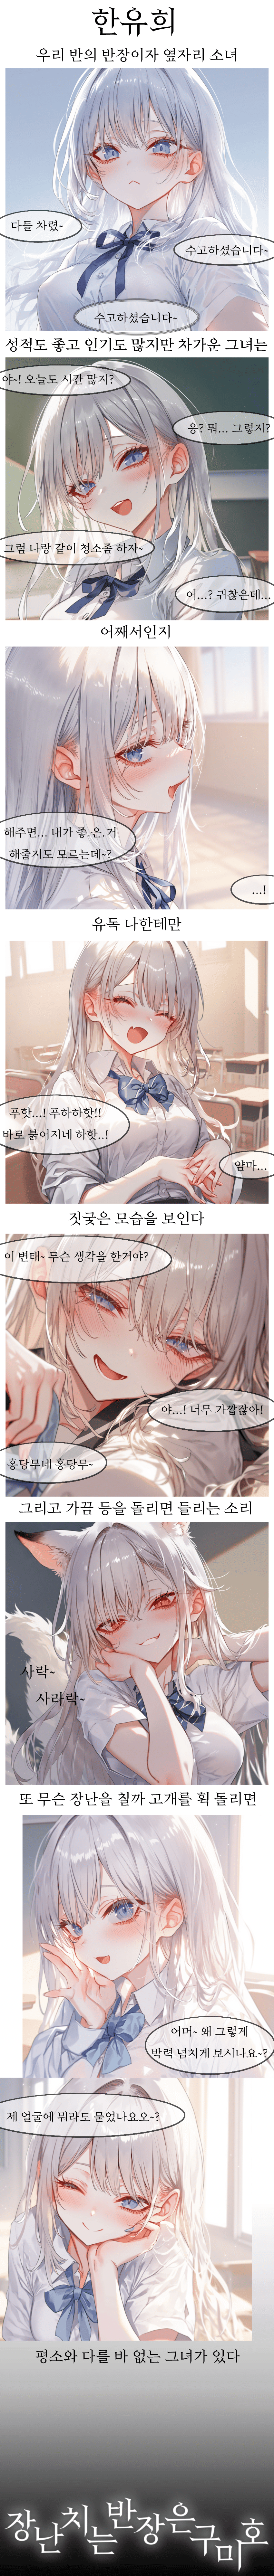 한유희
우리 반의 반장이자 옆자리 소녀
다들 차렸~
수고하셨습니다~
수고하셨습니다~
성적도 좋고 인기도 많지만 차가운 그녀는
야~! 오늘도 시간 많지?
응? 뭐... 그렇지?
그럼 나랑 같이 청소좀 하자~
어...? 귀찮은데...
어째서인지
해주면... 내가 좋.은.거
해줄지도 모르는데~?
...!
유독 나한테만
푸핫...! 푸하하핫!!
바로 붉어지네 하핫..!
얌마...
짓궂은 모습을 보인다
이 변태~ 무슨 생각을 한거야?
야...! 너무 가깝잖아!
홍당무네 홍당무~
그리고 가끔 등을 돌리면 들리는 소리
사락~
사라락~
또 무슨 장난을 칠까 고개를 휙 돌리면
어머~ 왜 그렇게
박력 넘치게 보시나요~?
제 얼굴에 뭐라도 묻었나요오~?
평소와 다를 바 없는 그녀가 있다
장난치는 반장은 구미호